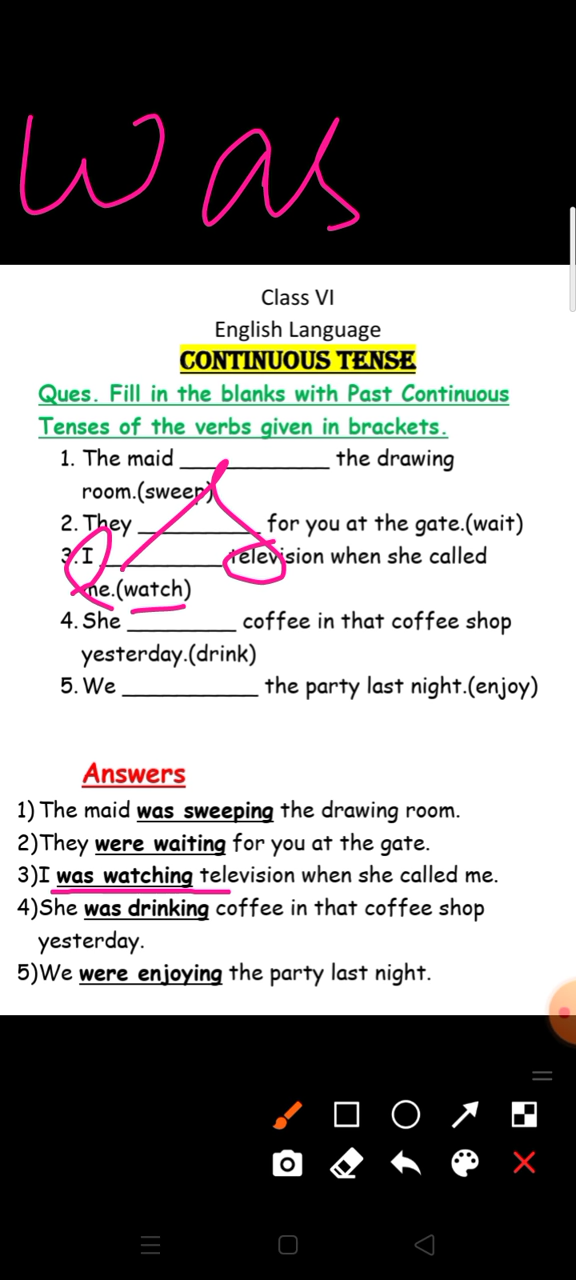 was
Class VI
English Language
CONTINUOUS TENSE
Ques. Fill in the blanks with Past Continuous
Tenses of the verbs given in brackets.
1. The maid ______________ the drawing
room.(sweep)
2. They ____________ for you at the gate.(wait)
3. I ____________ television when she called
me.(watch)
4. She __________ coffee in that coffee shop
yesterday.(drink)
5. We _____________ the party last night.(enjoy)
Answers
1) The maid was sweeping the drawing room.
2)They were waiting for you at the gate.
3)I was watching television when she called me.
4)She was drinking coffee in that coffee shop
yesterday.
5)We were enjoying the party last night.